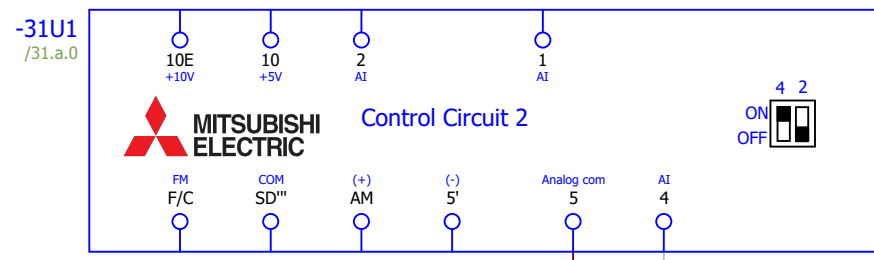 -31U1
/31.a.0
10E
+10V
10
+5V
2
AI
1
AI
MITSUBISHI
ELECTRIC
Control Circuit 2
4 2
ON
OFF
FM
F/C
COM
SD'''
(+)
AM
(-)
5'
Analog com
5
AI
4